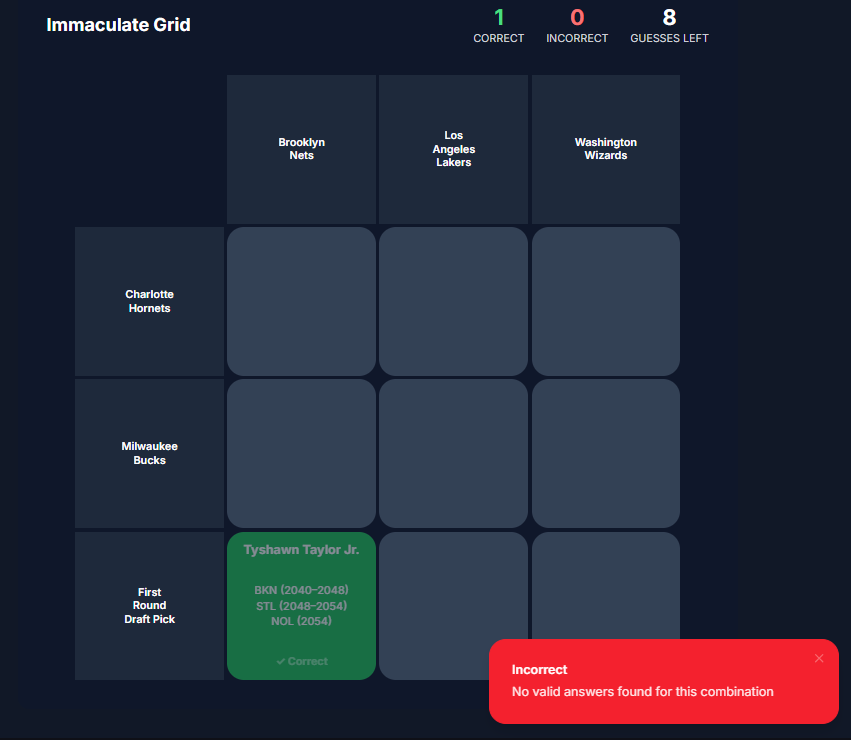 Immaculate Grid
1
CORRECT
0
INCORRECT
8
GUESSES LEFT
Brooklyn
Nets
Los
Angeles
Lakers
Washington
Wizards
Charlotte
Hornets
Milwaukee
Bucks
First
Round
Draft Pick
Tyshawn Taylor Jr.
BKN (2040–2048)
STL (2048–2054)
NOL (2054)
✓ Correct
Incorrect
No valid answers found for this combination